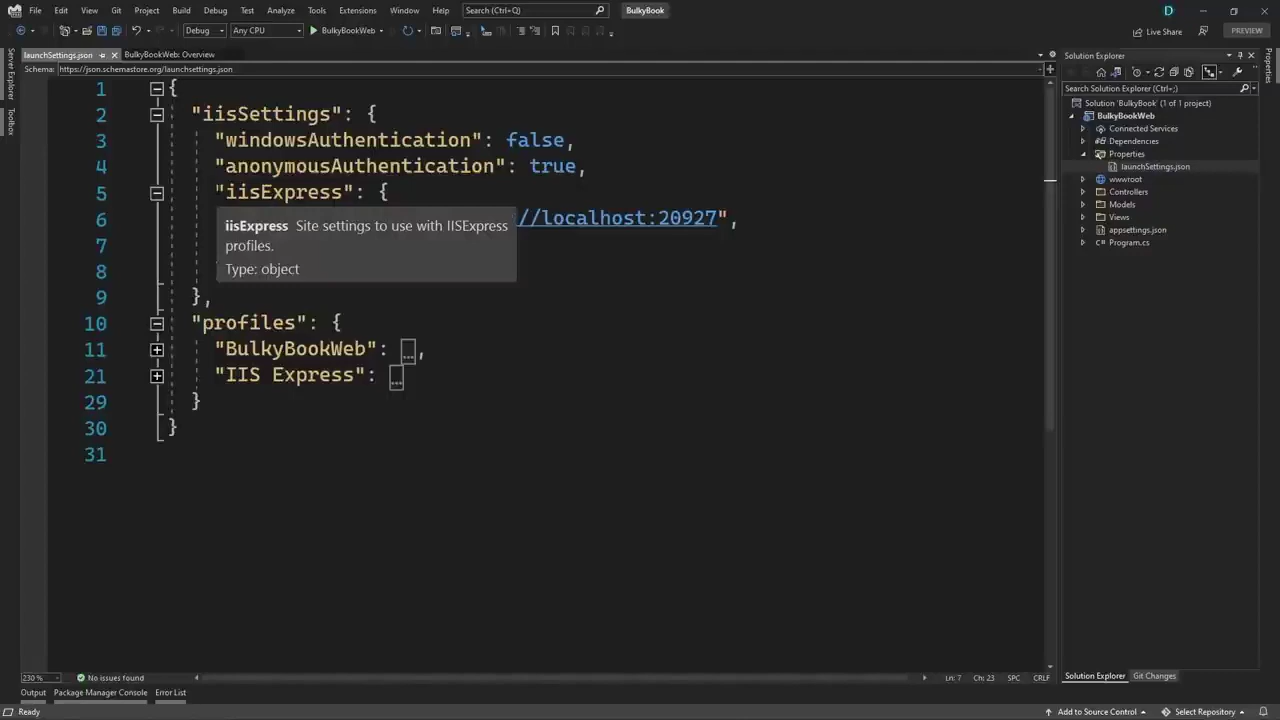 File Edit View Git Project Build Debug Test Analyze Tools Extensions Window Help Search (Ctrl+Q) BulkyBook D
Debug Any CPU BulkyBookWeb Live Share PREVIEW
launchSettings.json BulkyBookWeb: Overview
Schema: https://json.schemastore.org/launchsettings.json
Server Explorer
Toolbox
1 {
2 "iisSettings": {
3 "windowsAuthentication": false,
4 "anonymousAuthentication": true,
5 "iisExpress": {
6 //localhost:20927",
7
8
9 },
10 "profiles": {
11 "BulkyBookWeb": ...,
21 "IIS Express": ...
29 }
30 }
31
iisExpress Site settings to use with IISExpress
profiles.
Type: object
Solution Explorer
Search Solution Explorer (Ctrl+;)
Solution 'BulkyBook' (1 of 1 project)
BulkyBookWeb
Connected Services
Dependencies
Properties
launchSettings.json
wwwroot
Controllers
Models
Views
appsettings.json
Program.cs
Properties
230 % No issues found Ln: 7 Ch: 23 SPC CRLF
Solution Explorer Git Changes
Output Package Manager Console Error List
Ready Add to Source Control Select Repository